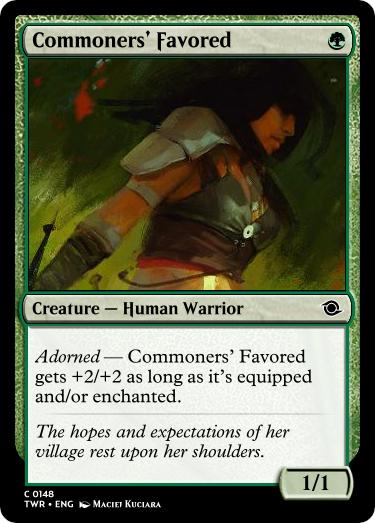 Commoners' Favored
Creature — Human Warrior
Adorned — Commoners' Favored
gets +2/+2 as long as it's equipped
and/or enchanted.
The hopes and expectations of her
village rest upon her shoulders.
1/1
C 0148
TWR • ENG Maciej Kuciara